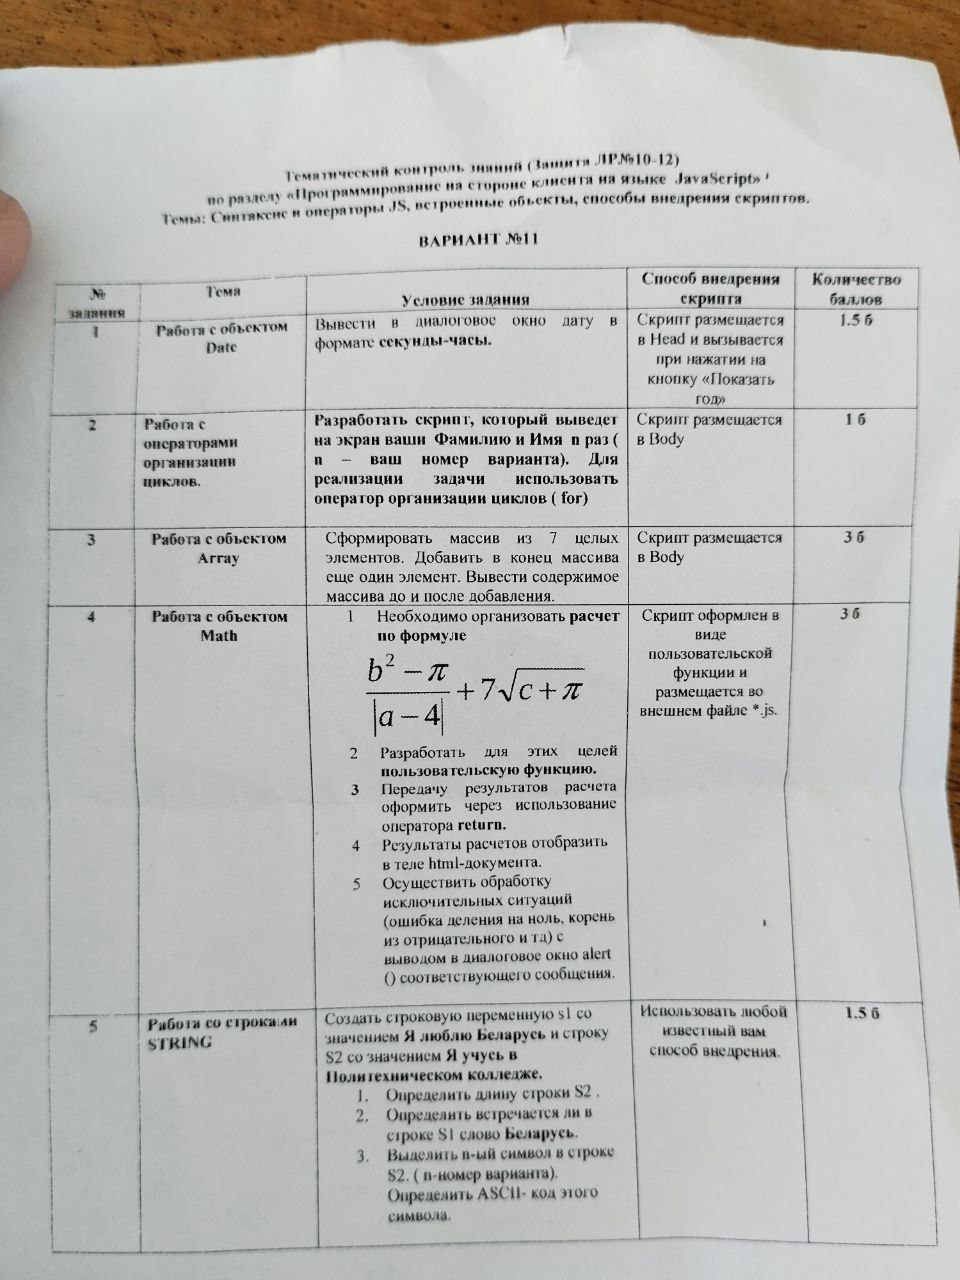 Тематический контроль знаний (Защита ЛР№10-12)
по разделу «Программирование на стороне клиента на языке JavaScript»
Темы: Синтаксис и операторы JS, встроенные объекты, способы внедрения скриптов.
ВАРИАНТ №11
№
задания
Тема
Условие задания
Способ внедрения
скрипта
Количество
баллов
1
Работа с объектом
Date
Вывести в диалоговое окно дату в
формате секунды-часы.
Скрипт размещается
в Head и вызывается
при нажатии на
кнопку «Показать
год»
1.5 б
2
Работа с
операторами
организации
циклов.
Разработать скрипт, который выведет
на экран ваши Фамилию и Имя n раз (
n – ваш номер варианта). Для
реализации задачи использовать
оператор организации циклов ( for)
Скрипт размещается
в Body
1 б
3
Работа с объектом
Array
Сформировать массив из 7 целых
элементов. Добавить в конец массива
еще один элемент. Вывести содержимое
массива до и после добавления.
Скрипт размещается
в Body
3 б
4
Работа с объектом
Math
1 Необходимо организовать расчет
по формуле
b² − π
|a − 4|
+ 7√c + π
2 Разработать для этих целей
пользовательскую функцию.
3 Передачу результатов расчета
оформить через использование
оператора return.
4 Результаты расчетов отобразить
в теле html-документа.
5 Осуществить обработку
исключительных ситуаций
(ошибка деления на ноль, корень
из отрицательного и тд) с
выводом в диалоговое окно alert
() соответствующего сообщения.
Скрипт оформлен в
виде
пользовательской
функции и
размещается во
внешнем файле *.js.
3 б
5
Работа со строками
STRING
Создать строковую переменную s1 со
значением Я люблю Беларусь и строку
S2 со значением Я учусь в
Политехническом колледже.
1. Определить длину строки S2 .
2. Определить встречается ли в
строке S1 слово Беларусь.
3. Выделить n-ый символ в строке
S2. ( n-номер варианта).
Определить ASCII- код этого
символа.
Использовать любой
известный вам
способ внедрения.
1.5 б